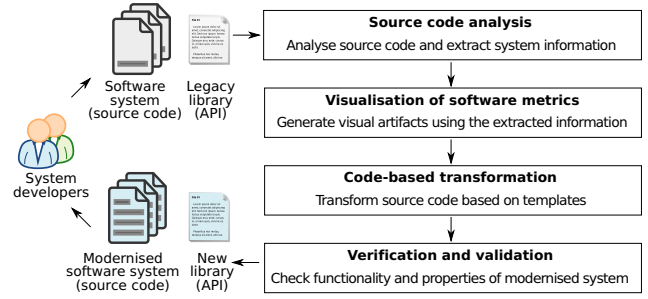 Software
system
(source code)
Legacy
library
(API)
Source code analysis
Analyse source code and extract system information
Visualisation of software metrics
Generate visual artifacts using the extracted information
System
developers
Code-based transformation
Transform source code based on templates
Modernised
software system
(source code)
New
library
(API)
Verification and validation
Check functionality and properties of modernised system